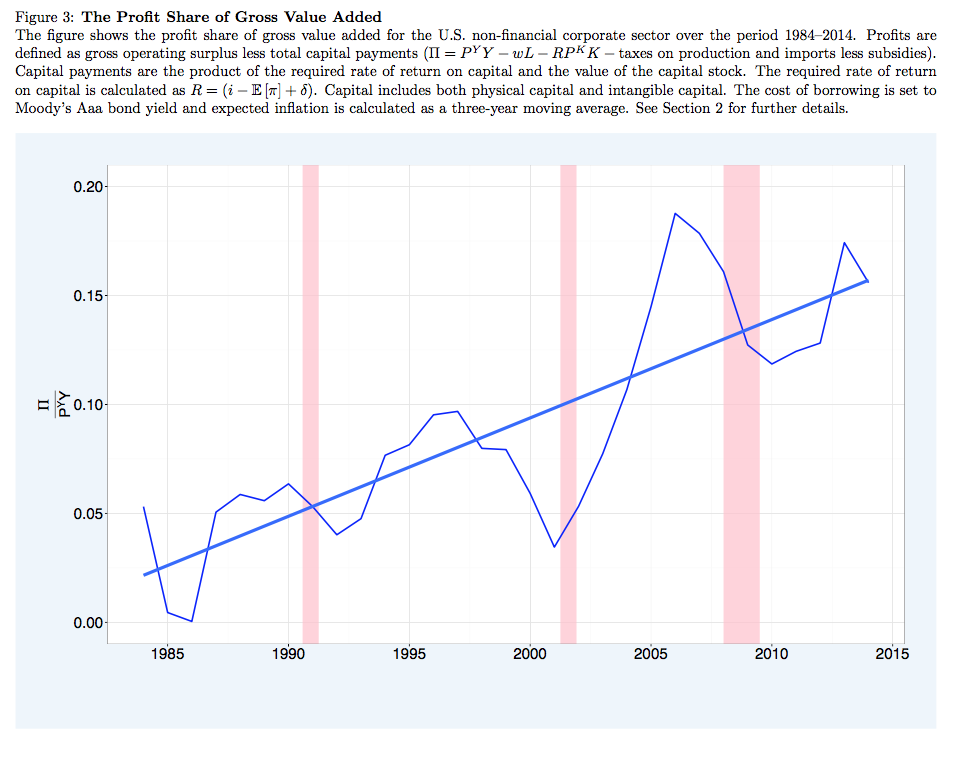 Figure 3: The Profit Share of Gross Value Added
The figure shows the profit share of gross value added for the U.S. non-financial corporate sector over the period 1984–2014. Profits are
defined as gross operating surplus less total capital payments (Π = PʸY − wL − RPᴷK − taxes on production and imports less subsidies).
Capital payments are the product of the required rate of return on capital and the value of the capital stock. The required rate of return
on capital is calculated as R = (i − 𝔼 [π] + δ). Capital includes both physical capital and intangible capital. The cost of borrowing is set to
Moody's Aaa bond yield and expected inflation is calculated as a three-year moving average. See Section 2 for further details.
0.20
0.15
Π
PʸY
0.10
0.05
0.00
1985 1990 1995 2000 2005 2010 2015